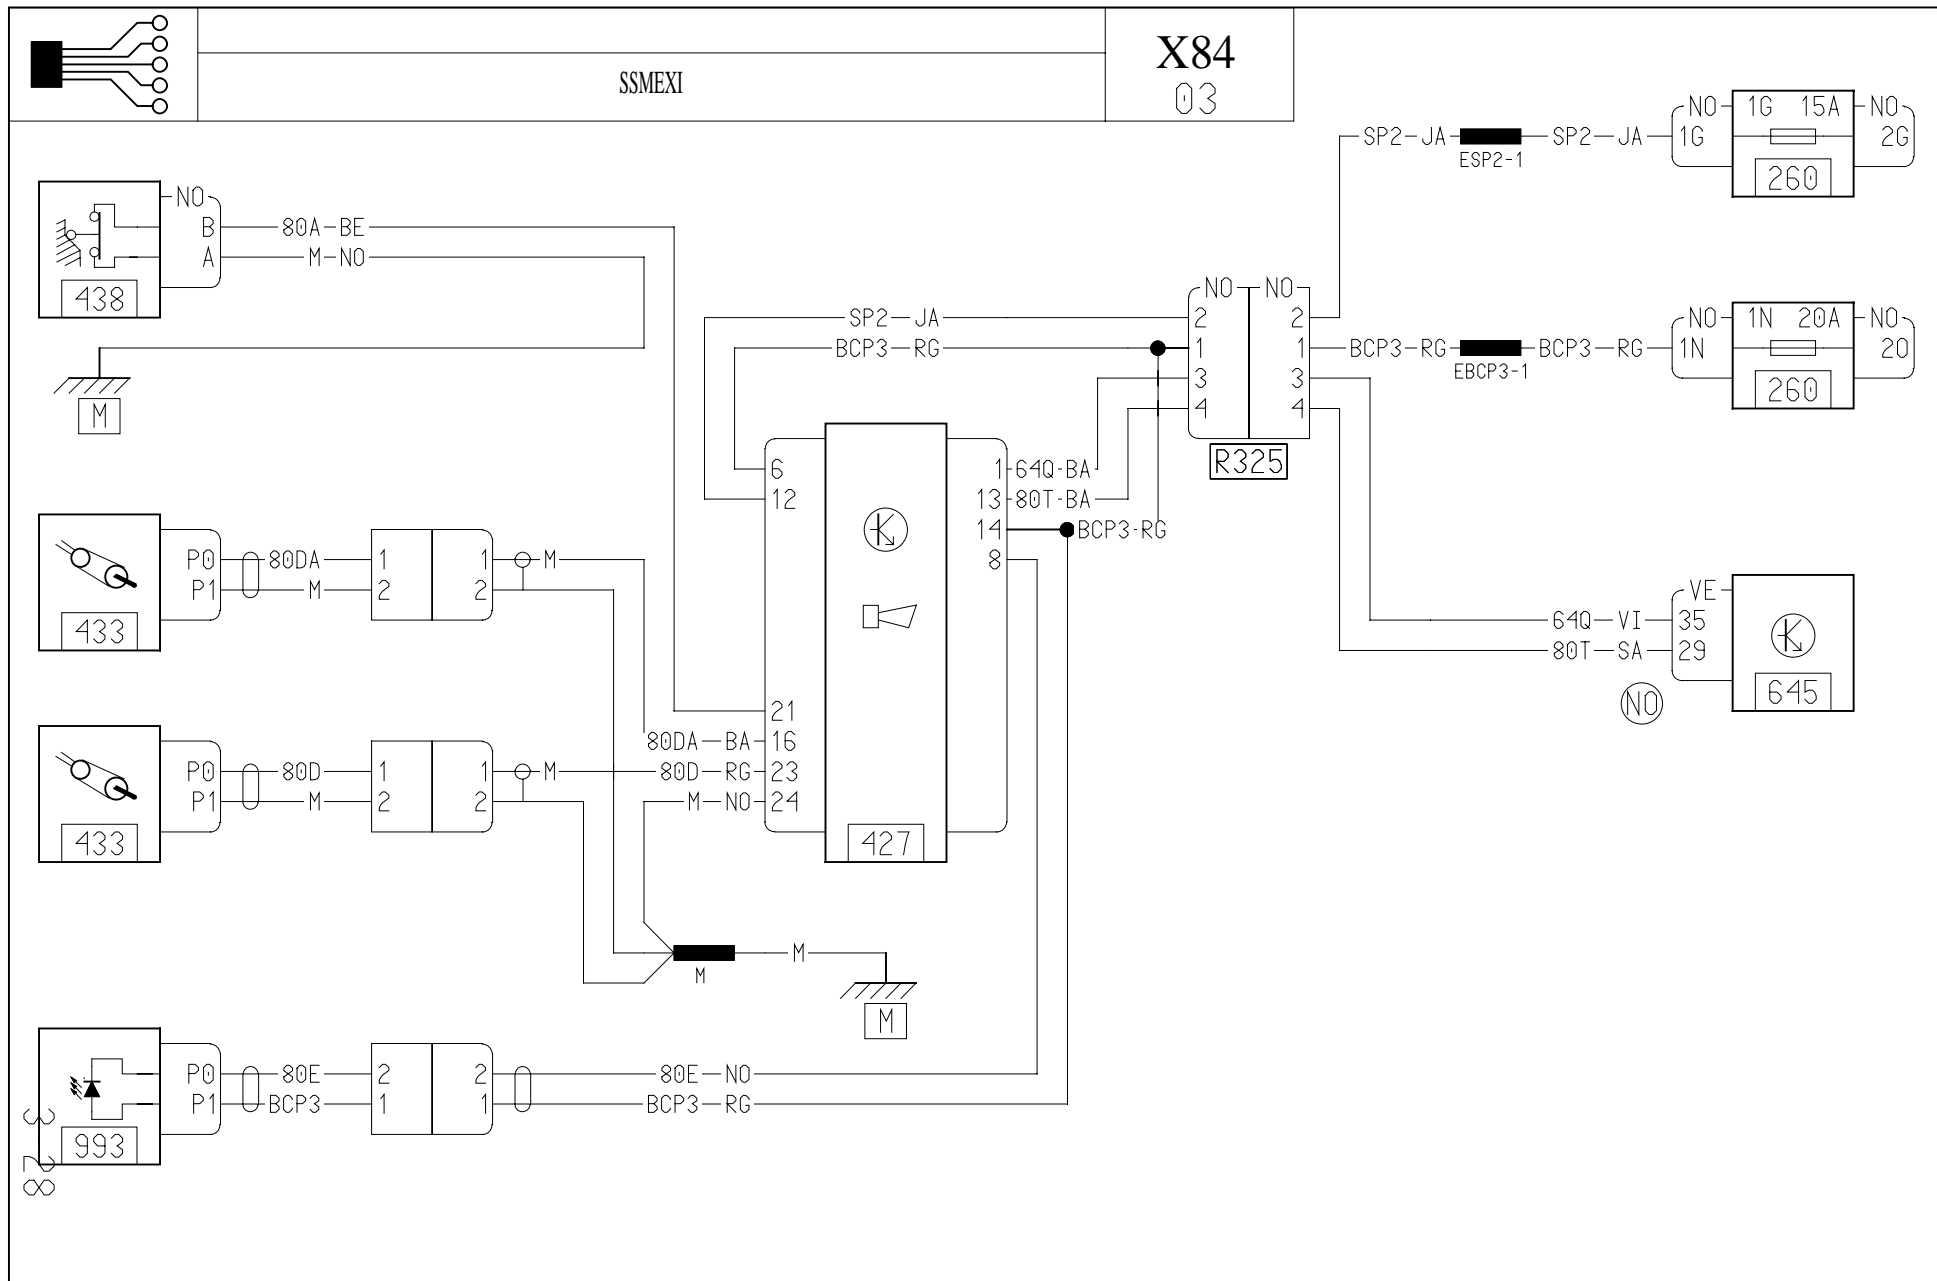 X84
SSMEXI
03
NO 1G 15A NO
SP2-JA SP2-JA 1G 2G
ESP2-1
260
NO
B 80A-BE
A M-NO
438
M
NO NO
SP2-JA 2 2
BCP3-RG 1 1 BCP3-RG BCP3-RG
EBCP3-1
3 3
4 4
R325
NO 1N 20A NO
1N 20
260
6 1 64Q-BA
12 13 80T-BA
14 BCP3-RG
8
P0 80DA 1 1 M
P1 M 2 2
433
VE
64Q-VI 35
80T-SA 29
645
NO
21
80DA-BA 16
P0 80D 1 1 M 80D-RG 23
P1 M 2 2 M-NO 24
433
427
M
M
M
P0 80E 2 2 80E-NO
P1 BCP3 1 1 BCP3-RG
993
8Z_3